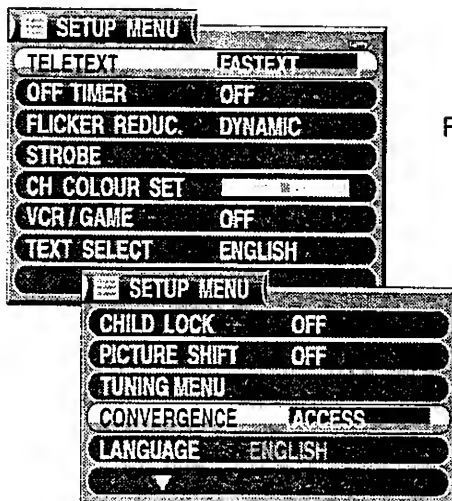 SETUP MENU
TELETEXT FASTEXT
OFF TIMER OFF
FLICKER REDUC. DYNAMIC
F
STROBE
CH COLOUR SET
VCR / GAME OFF
TEXT SELECT ENGLISH
SETUP MENU
CHILD LOCK OFF
PICTURE SHIFT OFF
TUNING MENU
CONVERGENCE ACCESS
LANGUAGE ENGLISH